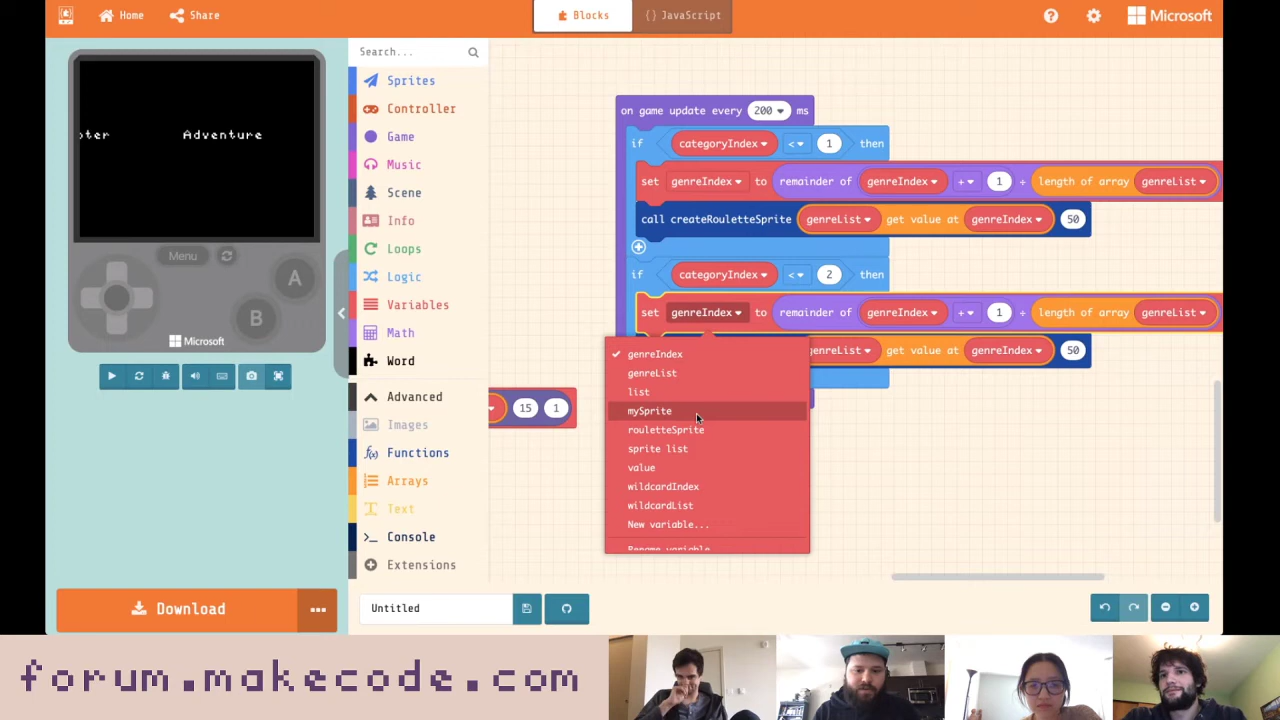 Home
Share
Blocks
{ } JavaScript
?
Microsoft
Search...
Sprites
Controller
Game
Music
Scene
Info
Loops
Logic
Variables
Math
Word
Advanced
Images
Functions
Arrays
Text
Console
Extensions
Adventure
Menu
A
B
Microsoft
Download
Untitled
on game update every 200 ms
if categoryIndex < 1 then
set genreIndex to remainder of genreIndex + 1 ÷ length of array genreList
call createRouletteSprite genreList get value at genreIndex 50
if categoryIndex < 2 then
set genreIndex to remainder of genreIndex + 1 ÷ length of array genreList
genreList get value at genreIndex 50
15 1
genreIndex
genreList
list
mySprite
rouletteSprite
sprite list
value
wildcardIndex
wildcardList
New variable...
Rename variable...
forum.makecode.com